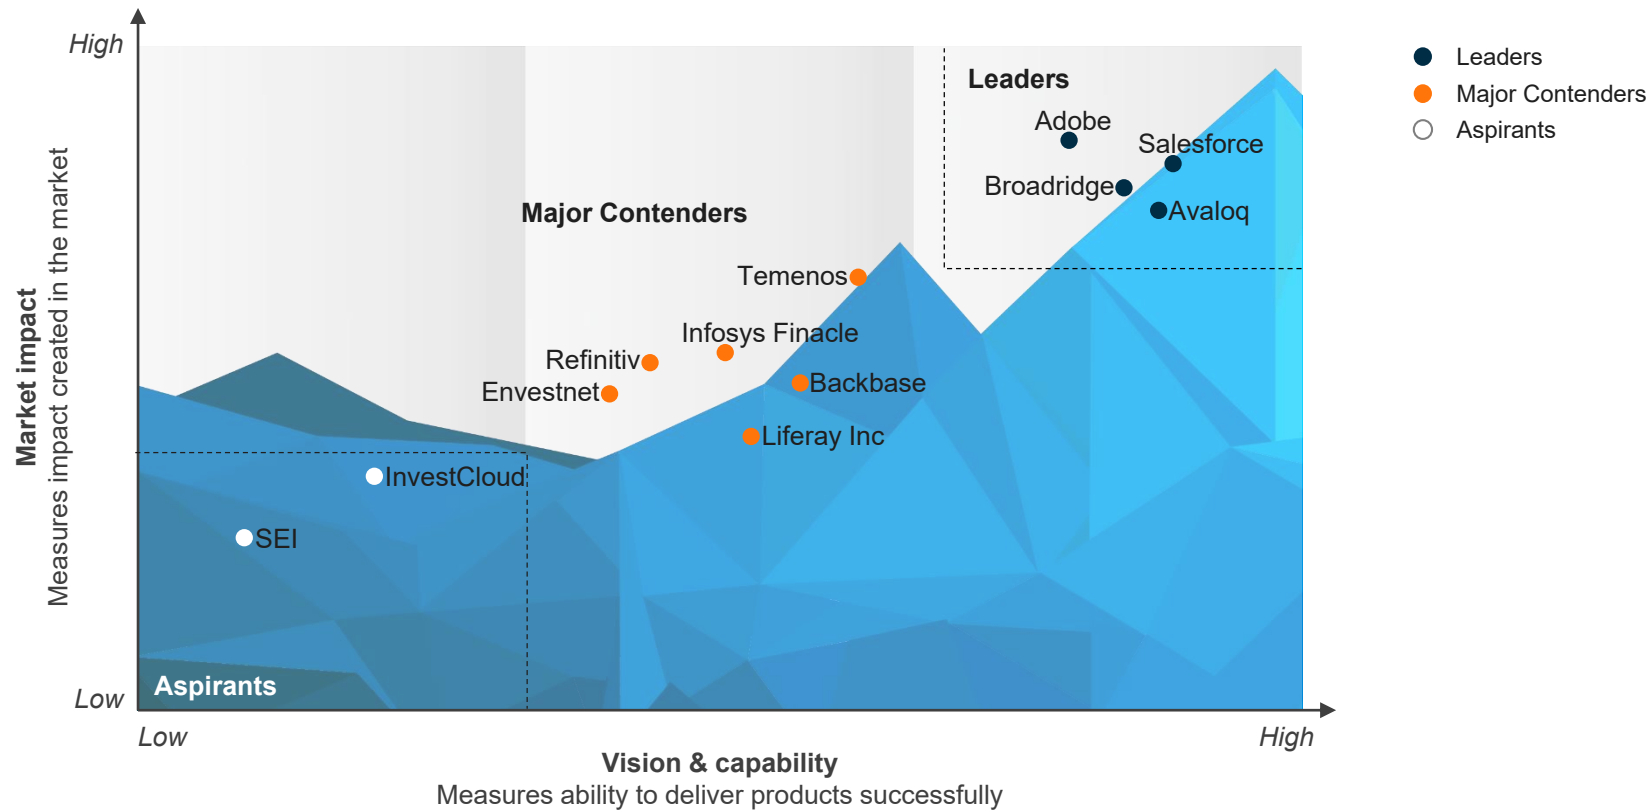 High
Leaders
Leaders
Major Contenders
Aspirants
Adobe
Salesforce
Broadridge
Avaloq
Major Contenders
Temenos
Infosys Finacle
Refinitiv
Backbase
Envestnet
Liferay Inc
InvestCloud
SEI
Aspirants
Market impact
Measures impact created in the market
Low
Low
High
Vision & capability
Measures ability to deliver products successfully